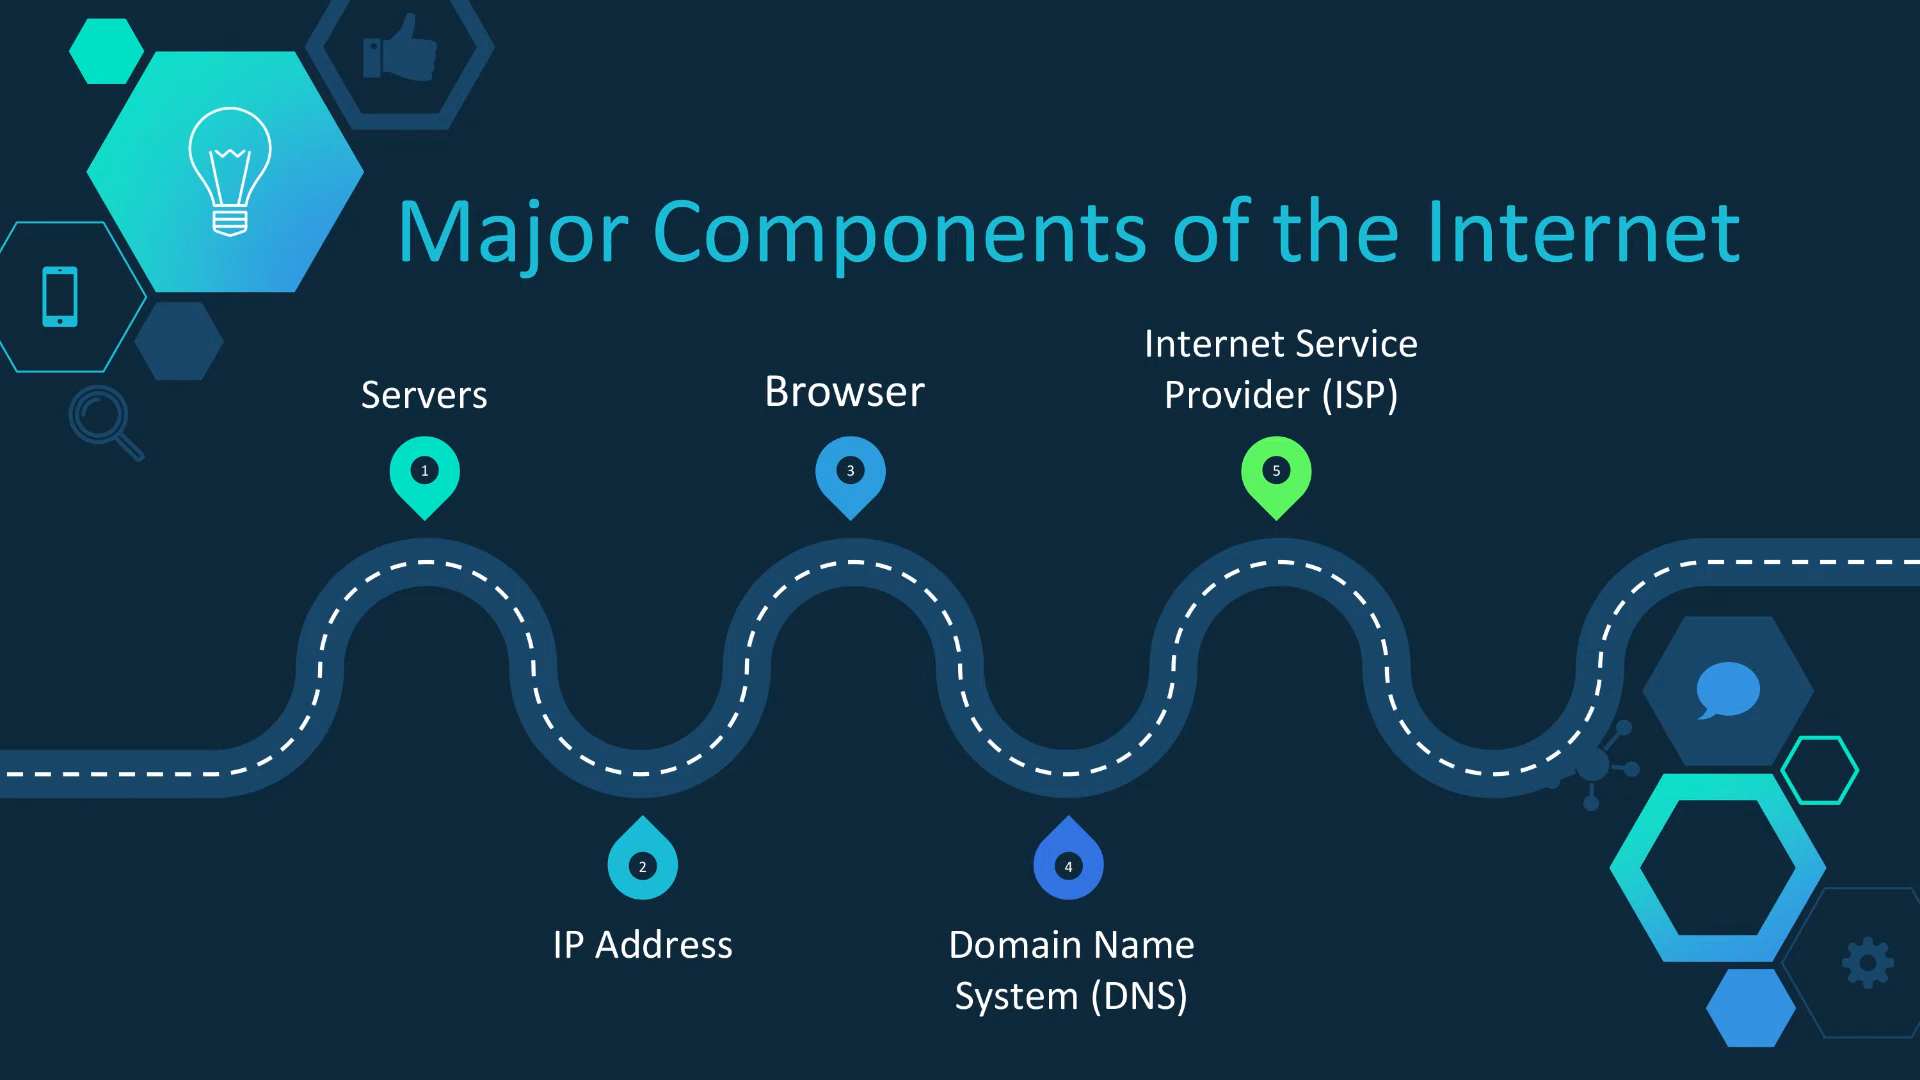 Major Components of the Internet
Servers
1
IP Address
2
Browser
3
Domain Name
System (DNS)
4
Internet Service
Provider (ISP)
5